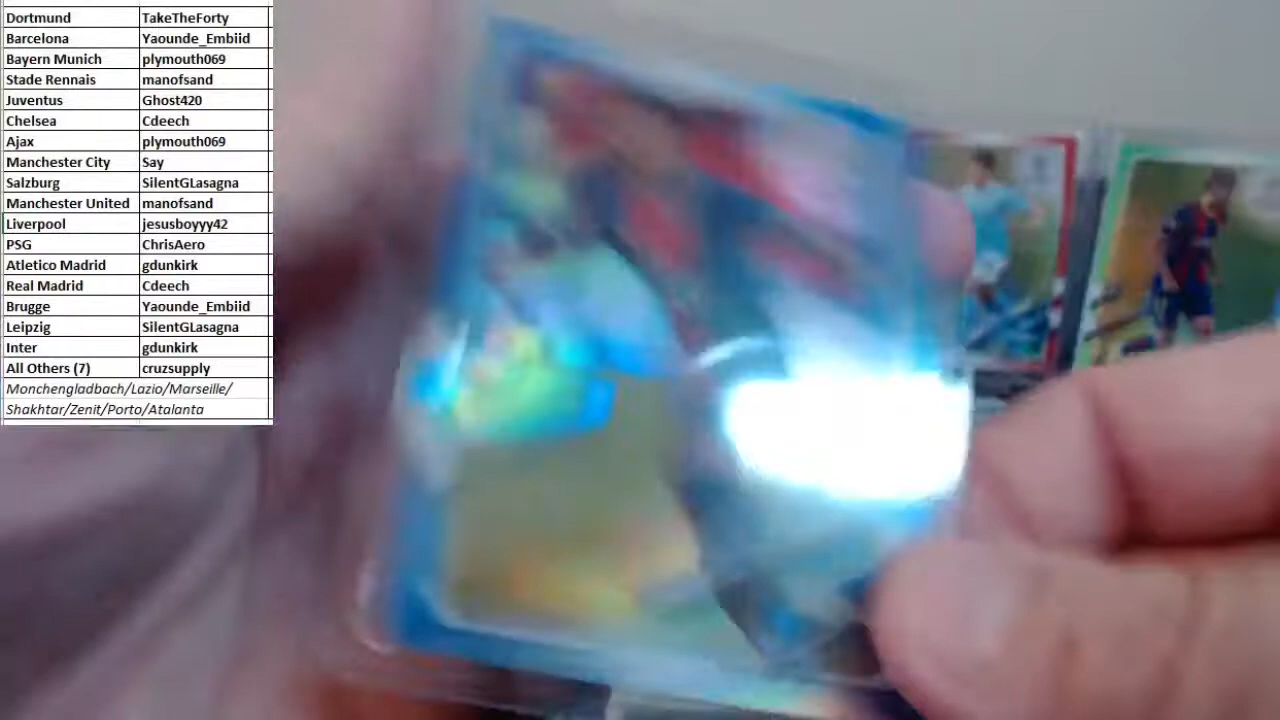 Dortmund TakeTheForty
Barcelona Yaounde_Embiid
Bayern Munich plymouth069
Stade Rennais manofsand
Juventus Ghost420
Chelsea Cdeech
Ajax plymouth069
Manchester City Say
Salzburg SilentGLasagna
Manchester United manofsand
Liverpool jesusboyyy42
PSG ChrisAero
Atletico Madrid gdunkirk
Real Madrid Cdeech
Brugge Yaounde_Embiid
Leipzig SilentGLasagna
Inter gdunkirk
All Others (7) cruzsupply
Monchengladbach/Lazio/Marseille/
Shakhtar/Zenit/Porto/Atalanta